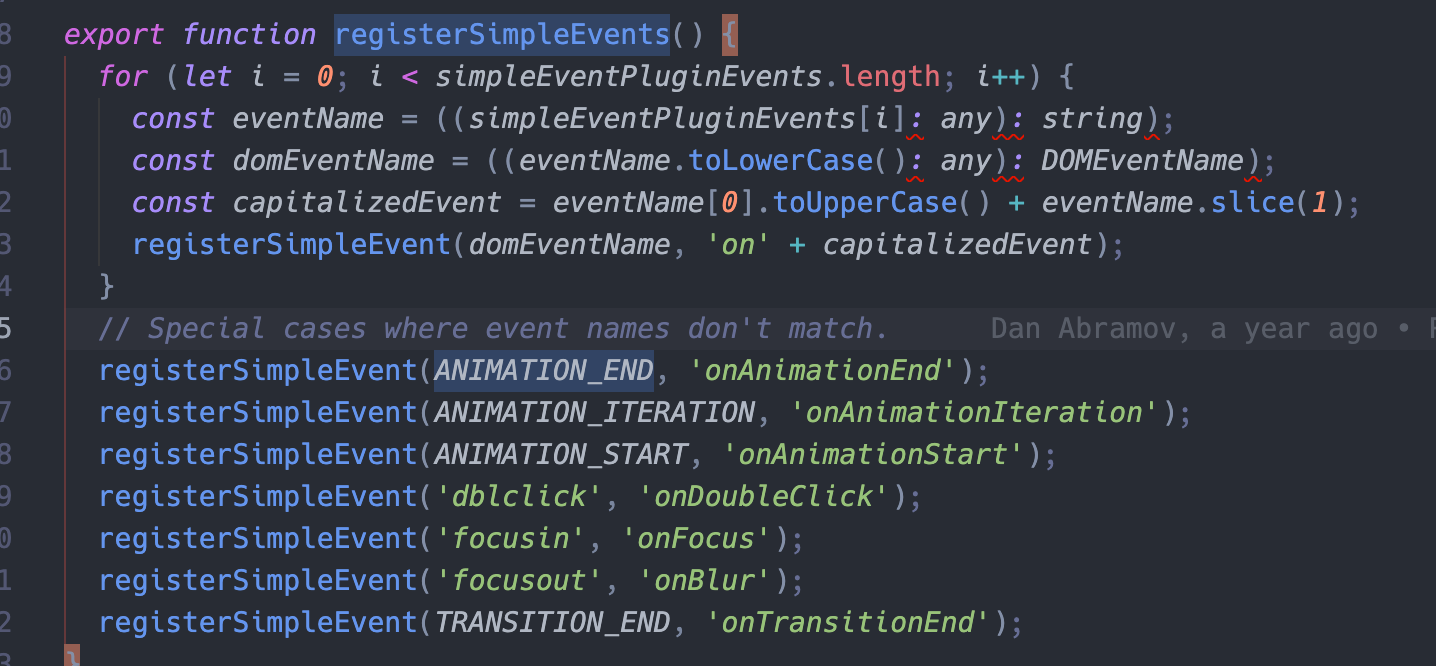 8 export function registerSimpleEvents() {
9 for (let i = 0; i < simpleEventPluginEvents.length; i++) {
0 const eventName = ((simpleEventPluginEvents[i]: any): string);
1 const domEventName = ((eventName.toLowerCase(): any): DOMEventName);
2 const capitalizedEvent = eventName[0].toUpperCase() + eventName.slice(1);
3 registerSimpleEvent(domEventName, 'on' + capitalizedEvent);
4 }
5 // Special cases where event names don't match. Dan Abramov, a year ago •
6 registerSimpleEvent(ANIMATION_END, 'onAnimationEnd');
7 registerSimpleEvent(ANIMATION_ITERATION, 'onAnimationIteration');
8 registerSimpleEvent(ANIMATION_START, 'onAnimationStart');
9 registerSimpleEvent('dblclick', 'onDoubleClick');
0 registerSimpleEvent('focusin', 'onFocus');
1 registerSimpleEvent('focusout', 'onBlur');
2 registerSimpleEvent(TRANSITION_END, 'onTransitionEnd');
3 }